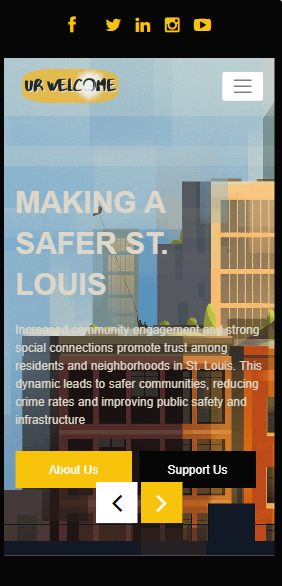 UR WELCOME
MAKING A
SAFER ST.
LOUIS
Increased community engagement and strong
social connections promote trust among
residents and neighborhoods in St. Louis. This
dynamic leads to safer communities, reducing
crime rates and improving public safety and
infrastructure
About Us
Support Us